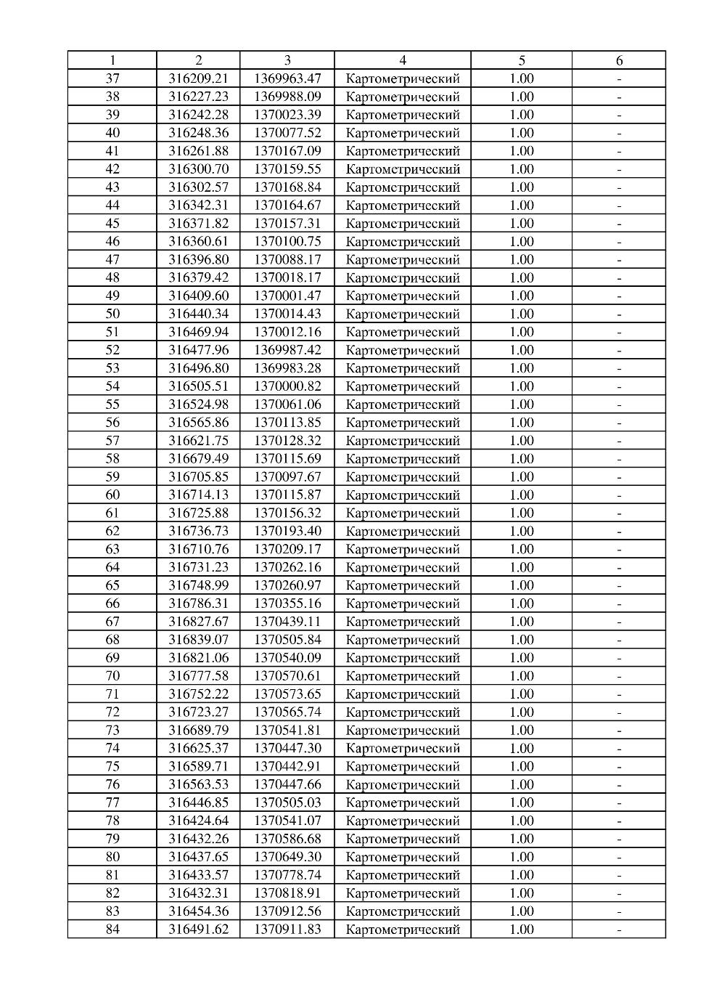 1 2 3 4 5 6
37 316209.21 1369963.47 Картометрический 1.00 -
38 316227.23 1369988.09 Картометрический 1.00 -
39 316242.28 1370023.39 Картометрический 1.00 -
40 316248.36 1370077.52 Картометрический 1.00 -
41 316261.88 1370167.09 Картометрический 1.00 -
42 316300.70 1370159.55 Картометрический 1.00 -
43 316302.57 1370168.84 Картометрический 1.00 -
44 316342.31 1370164.67 Картометрический 1.00 -
45 316371.82 1370157.31 Картометрический 1.00 -
46 316360.61 1370100.75 Картометрический 1.00 -
47 316396.80 1370088.17 Картометрический 1.00 -
48 316379.42 1370018.17 Картометрический 1.00 -
49 316409.60 1370001.47 Картометрический 1.00 -
50 316440.34 1370014.43 Картометрический 1.00 -
51 316469.94 1370012.16 Картометрический 1.00 -
52 316477.96 1369987.42 Картометрический 1.00 -
53 316496.80 1369983.28 Картометрический 1.00 -
54 316505.51 1370000.82 Картометрический 1.00 -
55 316524.98 1370061.06 Картометрический 1.00 -
56 316565.86 1370113.85 Картометрический 1.00 -
57 316621.75 1370128.32 Картометрический 1.00 -
58 316679.49 1370115.69 Картометрический 1.00 -
59 316705.85 1370097.67 Картометрический 1.00 -
60 316714.13 1370115.87 Картометрический 1.00 -
61 316725.88 1370156.32 Картометрический 1.00 -
62 316736.73 1370193.40 Картометрический 1.00 -
63 316710.76 1370209.17 Картометрический 1.00 -
64 316731.23 1370262.16 Картометрический 1.00 -
65 316748.99 1370260.97 Картометрический 1.00 -
66 316786.31 1370355.16 Картометрический 1.00 -
67 316827.67 1370439.11 Картометрический 1.00 -
68 316839.07 1370505.84 Картометрический 1.00 -
69 316821.06 1370540.09 Картометрический 1.00 -
70 316777.58 1370570.61 Картометрический 1.00 -
71 316752.22 1370573.65 Картометрический 1.00 -
72 316723.27 1370565.74 Картометрический 1.00 -
73 316689.79 1370541.81 Картометрический 1.00 -
74 316625.37 1370447.30 Картометрический 1.00 -
75 316589.71 1370442.91 Картометрический 1.00 -
76 316563.53 1370447.66 Картометрический 1.00 -
77 316446.85 1370505.03 Картометрический 1.00 -
78 316424.64 1370541.07 Картометрический 1.00 -
79 316432.26 1370586.68 Картометрический 1.00 -
80 316437.65 1370649.30 Картометрический 1.00 -
81 316433.57 1370778.74 Картометрический 1.00 -
82 316432.31 1370818.91 Картометрический 1.00 -
83 316454.36 1370912.56 Картометрический 1.00 -
84 316491.62 1370911.83 Картометрический 1.00 -